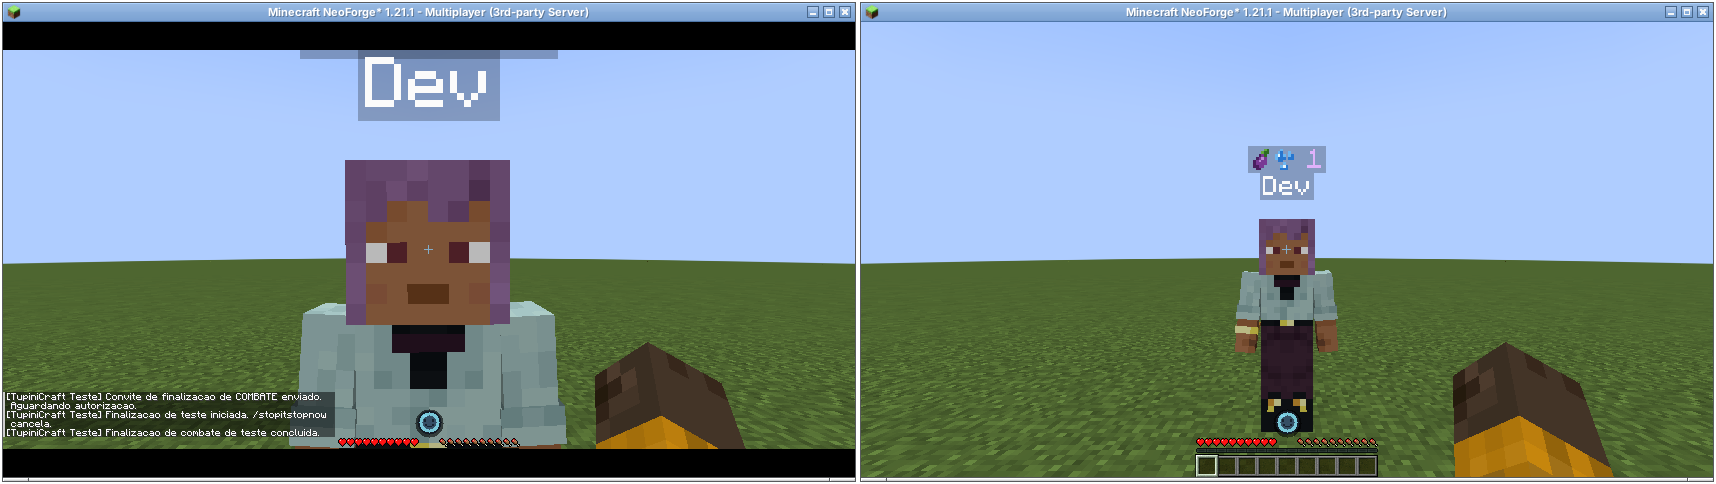 Minecraft NeoForge* 1.21.1 - Multiplayer (3rd-party Server)
Dev
[TupiniCraft Teste] Convite de finalizacao de COMBATE enviado.
Aguardando autorizacao.
[TupiniCraft Teste] Finalizacao de teste iniciada. /stopitstopnow
cancela.
[TupiniCraft Teste] Finalizacao de combate de teste concluida.
Minecraft NeoForge* 1.21.1 - Multiplayer (3rd-party Server)
1
Dev